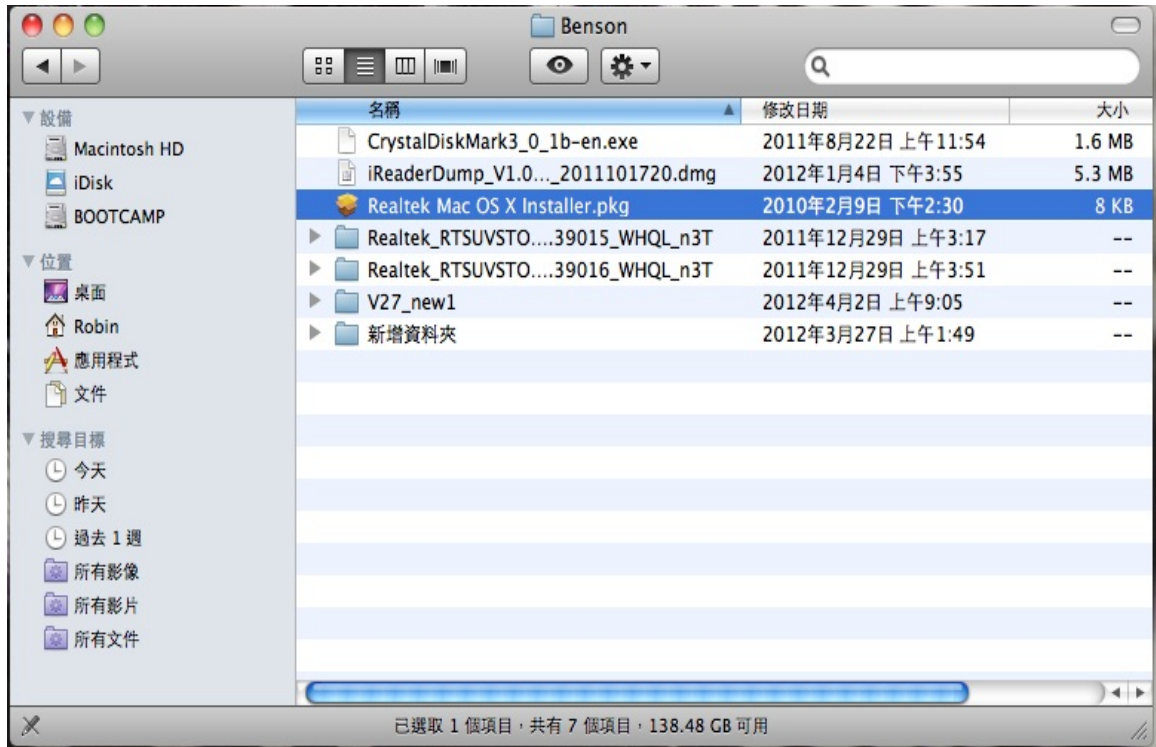 Benson
設備
Macintosh HD
iDisk
BOOTCAMP
位置
桌面
Robin
應用程式
文件
搜尋目標
今天
昨天
過去 1 週
所有影像
所有影片
所有文件
名稱 修改日期 大小
CrystalDiskMark3_0_1b-en.exe 2011年8月22日 上午11:54 1.6 MB
iReaderDump_V1.0..._2011101720.dmg 2012年1月4日 下午3:55 5.3 MB
Realtek Mac OS X Installer.pkg 2010年2月9日 下午2:30 8 KB
Realtek_RTSUVSTO....39015_WHQL_n3T 2011年12月29日 上午3:17 --
Realtek_RTSUVSTO....39016_WHQL_n3T 2011年12月29日 上午3:51 --
V27_new1 2012年4月2日 上午9:05 --
新增資料夾 2012年3月27日 上午1:49 --
已選取 1 個項目，共有 7 個項目，138.48 GB 可用